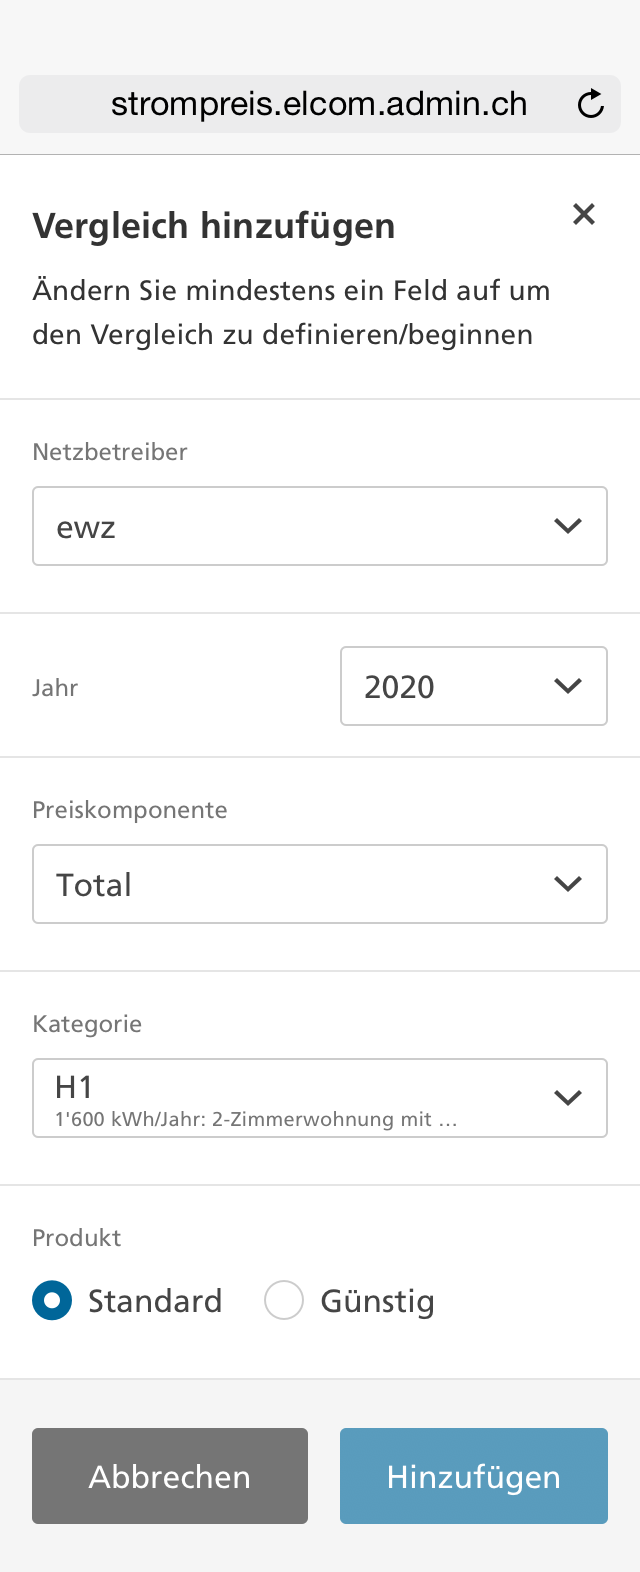 strompreis.elcom.admin.ch
Vergleich hinzufügen
Ändern Sie mindestens ein Feld auf um
den Vergleich zu definieren/beginnen
Netzbetreiber
ewz
Jahr
2020
Preiskomponente
Total
Kategorie
H1
1'600 kWh/Jahr: 2-Zimmerwohnung mit ...
Produkt
Standard
Günstig
Abbrechen
Hinzufügen